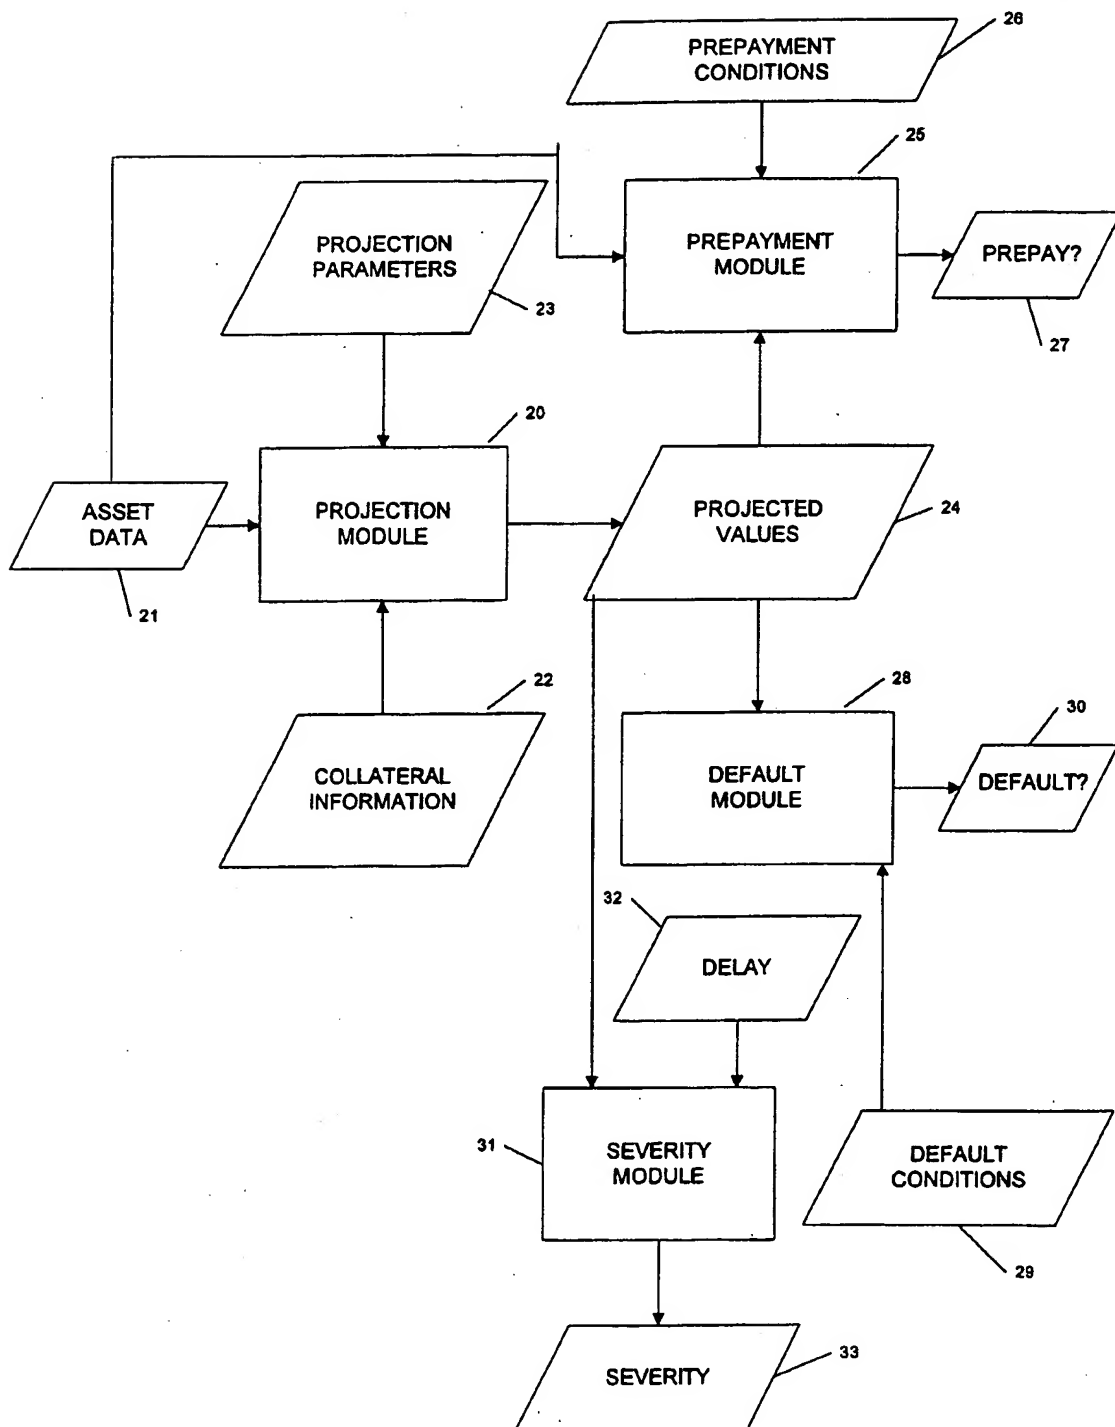 26
PREPAYMENT
CONDITIONS
25
PROJECTION
PARAMETERS
23
PREPAYMENT
MODULE
PREPAY?
27
20
ASSET
DATA
21
PROJECTION
MODULE
PROJECTED
VALUES
24
22
COLLATERAL
INFORMATION
28
DEFAULT
MODULE
30
DEFAULT?
32
DELAY
31
SEVERITY
MODULE
DEFAULT
CONDITIONS
29
SEVERITY
33